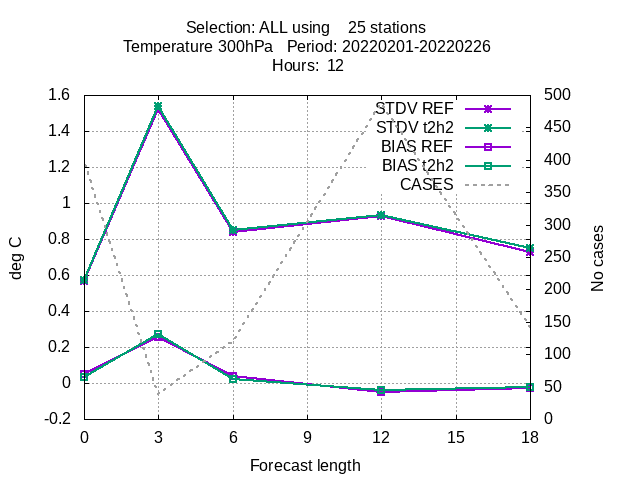 Selection: ALL using 25 stations
Temperature 300hPa Period: 20220201-20220226
Hours: 12
1.6
1.4
1.2
1
0.8
0.6
0.4
0.2
0
-0.2
deg C
STDV REF
STDV t2h2
BIAS REF
BIAS t2h2
CASES
500
450
400
350
300
250
200
150
100
50
0
No cases
0 3 6 9 12 15 18
Forecast length